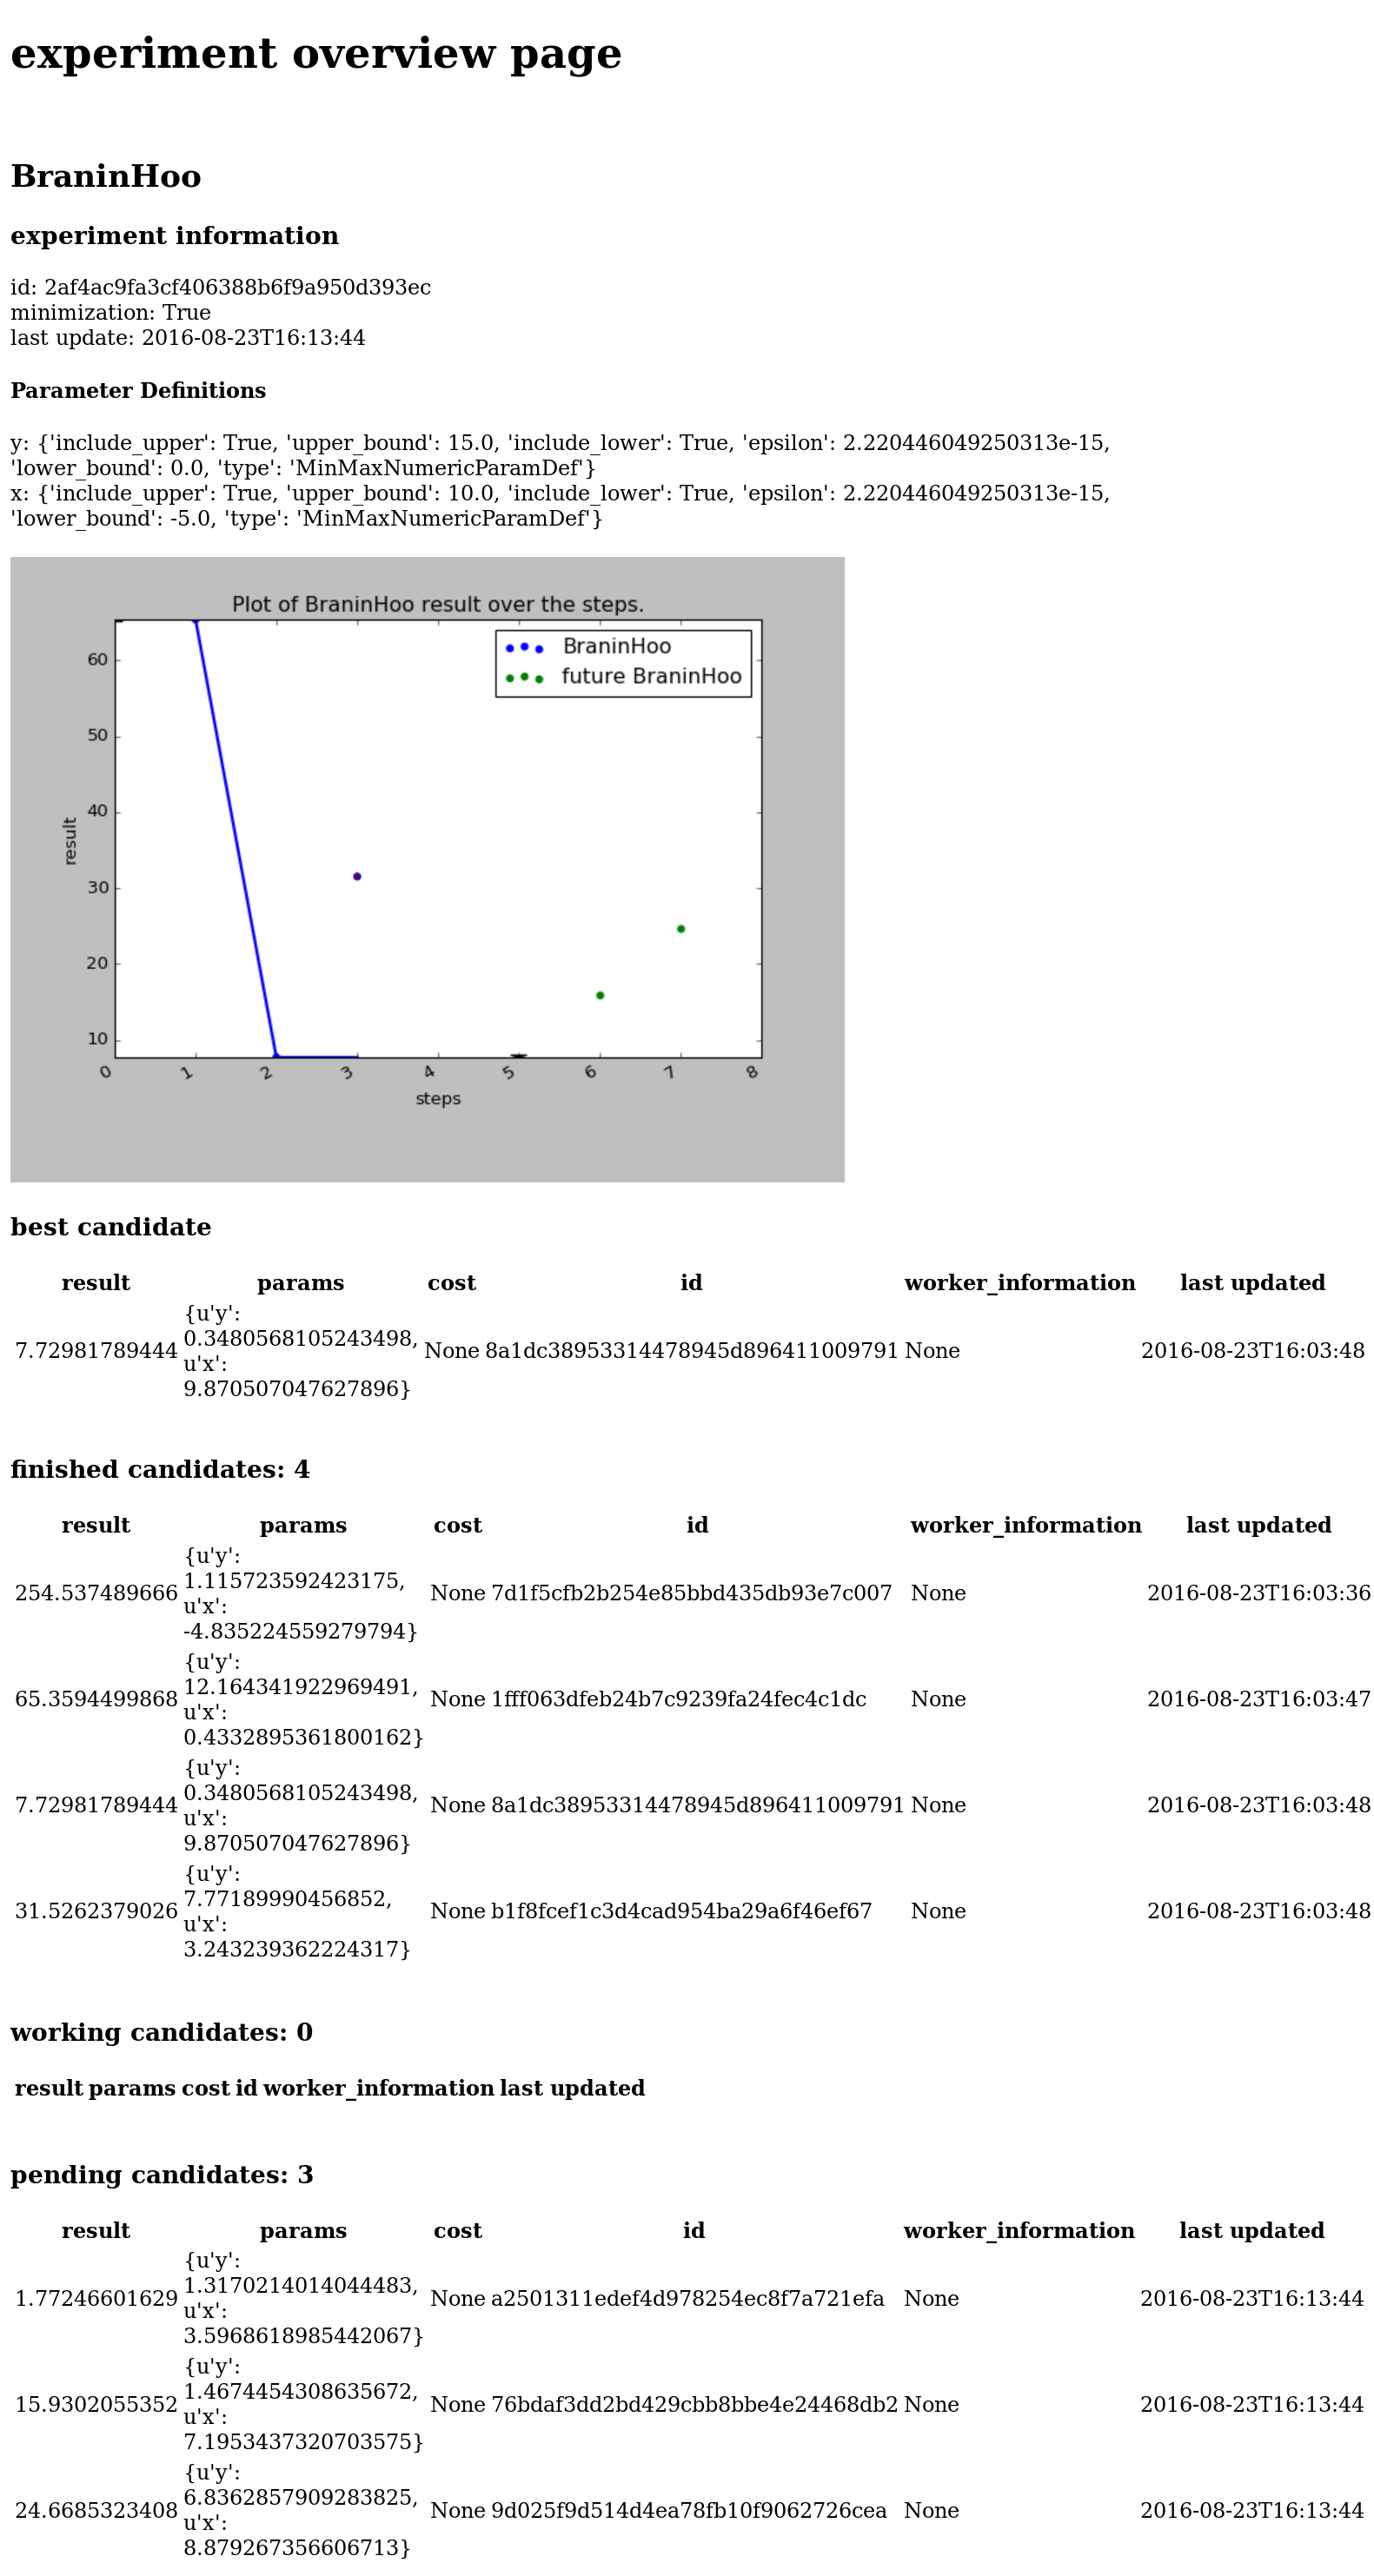 experiment overview page
BraninHoo
experiment information
id: 2af4ac9fa3cf406388b6f9a950d393ec
minimization: True
last update: 2016-08-23T16:13:44
Parameter Definitions
y: {'include_upper': True, 'upper_bound': 15.0, 'include_lower': True, 'epsilon': 2.220446049250313e-15,
'lower_bound': 0.0, 'type': 'MinMaxNumericParamDef'}
x: {'include_upper': True, 'upper_bound': 10.0, 'include_lower': True, 'epsilon': 2.220446049250313e-15,
'lower_bound': -5.0, 'type': 'MinMaxNumericParamDef'}
Plot of BraninHoo result over the steps.
BraninHoo
future BraninHoo
60
50
40
30
20
10
result
0 1 2 3 4 5 6 7 8
steps
best candidate
result params cost id worker_information last updated
{u'y':
0.3480568105243498,
7.72981789444 None 8a1dc38953314478945d896411009791 None 2016-08-23T16:03:48
u'x':
9.870507047627896}
finished candidates: 4
result params cost id worker_information last updated
{u'y':
1.115723592423175,
254.537489666 None 7d1f5cfb2b254e85bbd435db93e7c007 None 2016-08-23T16:03:36
u'x':
-4.835224559279794}
{u'y':
12.164341922969491,
65.3594499868 None 1fff063dfeb24b7c9239fa24fec4c1dc None 2016-08-23T16:03:47
u'x':
0.4332895361800162}
{u'y':
0.3480568105243498,
7.72981789444 None 8a1dc38953314478945d896411009791 None 2016-08-23T16:03:48
u'x':
9.870507047627896}
{u'y':
7.77189990456852,
31.5262379026 None b1f8fcef1c3d4cad954ba29a6f46ef67 None 2016-08-23T16:03:48
u'x':
3.243239362224317}
working candidates: 0
result params cost id worker_information last updated
pending candidates: 3
result params cost id worker_information last updated
{u'y':
1.3170214014044483,
1.77246601629 None a2501311edef4d978254ec8f7a721efa None 2016-08-23T16:13:44
u'x':
3.5968618985442067}
{u'y':
1.4674454308635672,
15.9302055352 None 76bdaf3dd2bd429cbb8bbe4e24468db2 None 2016-08-23T16:13:44
u'x':
7.1953437320703575}
{u'y':
6.8362857909283825,
24.6685323408 None 9d025f9d514d4ea78fb10f9062726cea None 2016-08-23T16:13:44
u'x':
8.879267356606713}